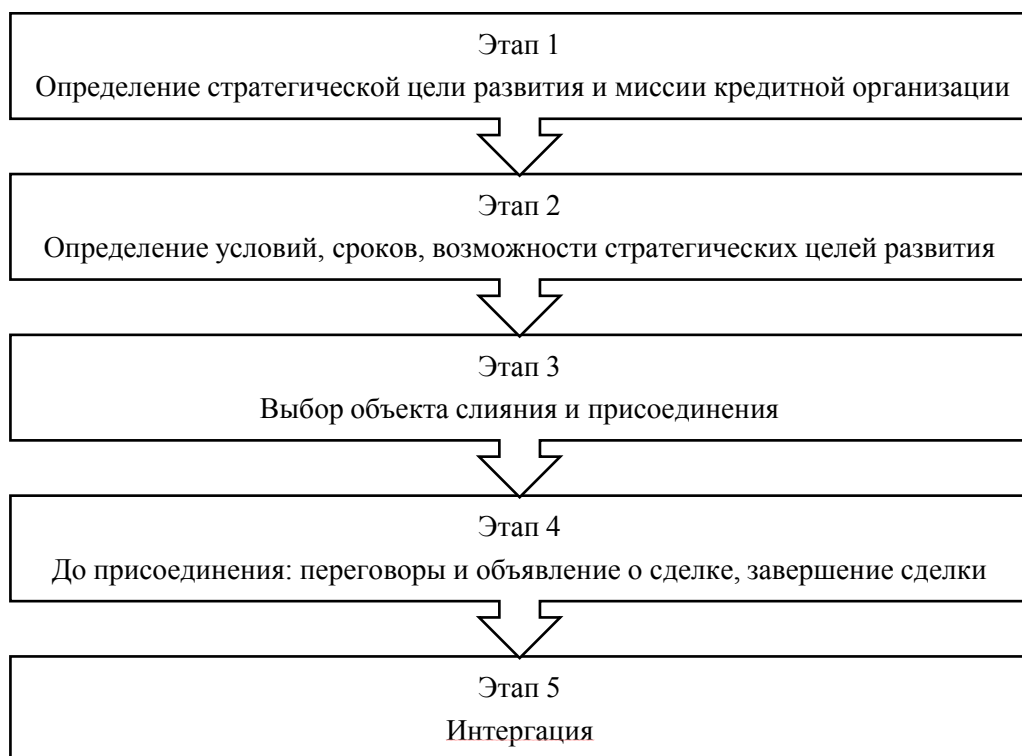 Этап 1
Определение стратегической цели развития и миссии кредитной организации
Этап 2
Определение условий, сроков, возможности стратегических целей развития
Этап 3
Выбор объекта слияния и присоединения
Этап 4
До присоединения: переговоры и объявление о сделке, завершение сделки
Этап 5
Интергация